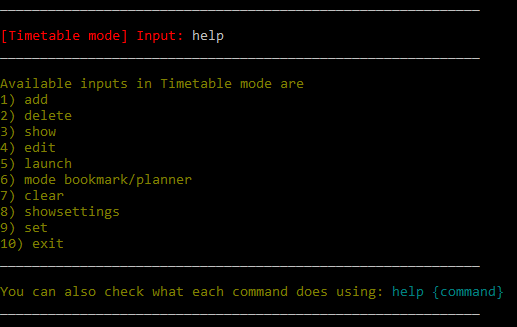 [Timetable mode] Input: help
Available inputs in Timetable mode are
1) add
2) delete
3) show
4) edit
5) launch
6) mode bookmark/planner
7) clear
8) showsettings
9) set
10) exit
You can also check what each command does using: help {command}